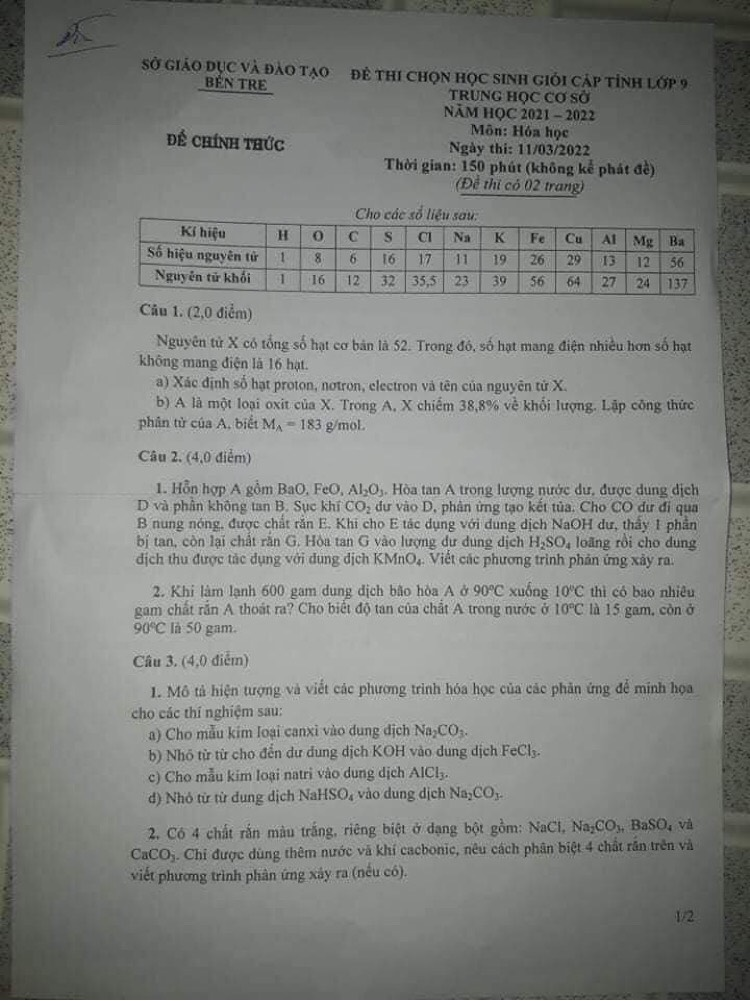 SỞ GIÁO DỤC VÀ ĐÀO TẠO
BẾN TRE
ĐỀ CHÍNH THỨC
ĐỀ THI CHỌN HỌC SINH GIỎI CẤP TỈNH LỚP 9
TRUNG HỌC CƠ SỞ
NĂM HỌC 2021 – 2022
Môn: Hóa học
Ngày thi: 11/03/2022
Thời gian: 150 phút (không kể phát đề)
(Đề thi có 02 trang)
Cho các số liệu sau:
Kí hiệu H O C S Cl Na K Fe Cu Al Mg Ba
Số hiệu nguyên tử 1 8 6 16 17 11 19 26 29 13 12 56
Nguyên tử khối 1 16 12 32 35,5 23 39 56 64 27 24 137
Câu 1. (2,0 điểm)
Nguyên tử X có tổng số hạt cơ bản là 52. Trong đó, số hạt mang điện nhiều hơn số hạt
không mang điện là 16 hạt.
a) Xác định số hạt proton, nơtron, electron và tên của nguyên tử X.
b) A là một loại oxit của X. Trong A, X chiếm 38,8% về khối lượng. Lập công thức
phân tử của A, biết M_A = 183 g/mol.
Câu 2. (4,0 điểm)
1. Hỗn hợp A gồm BaO, FeO, Al₂O₃. Hòa tan A trong lượng nước dư, được dung dịch
D và phần không tan B. Sục khí CO₂ dư vào D, phản ứng tạo kết tủa. Cho CO dư đi qua
B nung nóng, được chất rắn E. Khi cho E tác dụng với dung dịch NaOH dư, thấy 1 phần
bị tan, còn lại chất rắn G. Hòa tan G vào lượng dư dung dịch H₂SO₄ loãng rồi cho dung
dịch thu được tác dụng với dung dịch KMnO₄. Viết các phương trình phản ứng xảy ra.
2. Khi làm lạnh 600 gam dung dịch bão hòa A ở 90°C xuống 10°C thì có bao nhiêu
gam chất rắn A thoát ra? Cho biết độ tan của chất A trong nước ở 10°C là 15 gam, còn ở
90°C là 50 gam.
Câu 3. (4,0 điểm)
1. Mô tả hiện tượng và viết các phương trình hóa học của các phản ứng để minh họa
cho các thí nghiệm sau:
a) Cho mẫu kim loại canxi vào dung dịch Na₂CO₃.
b) Nhỏ từ từ cho đến dư dung dịch KOH vào dung dịch FeCl₃.
c) Cho mẫu kim loại natri vào dung dịch AlCl₃.
d) Nhỏ từ từ dung dịch NaHSO₄ vào dung dịch Na₂CO₃.
2. Có 4 chất rắn màu trắng, riêng biệt ở dạng bột gồm: NaCl, Na₂CO₃, BaSO₄ và
CaCO₃. Chỉ được dùng thêm nước và khí cacbonic, nêu cách phân biệt 4 chất rắn trên và
viết phương trình phản ứng xảy ra (nếu có).
1/2